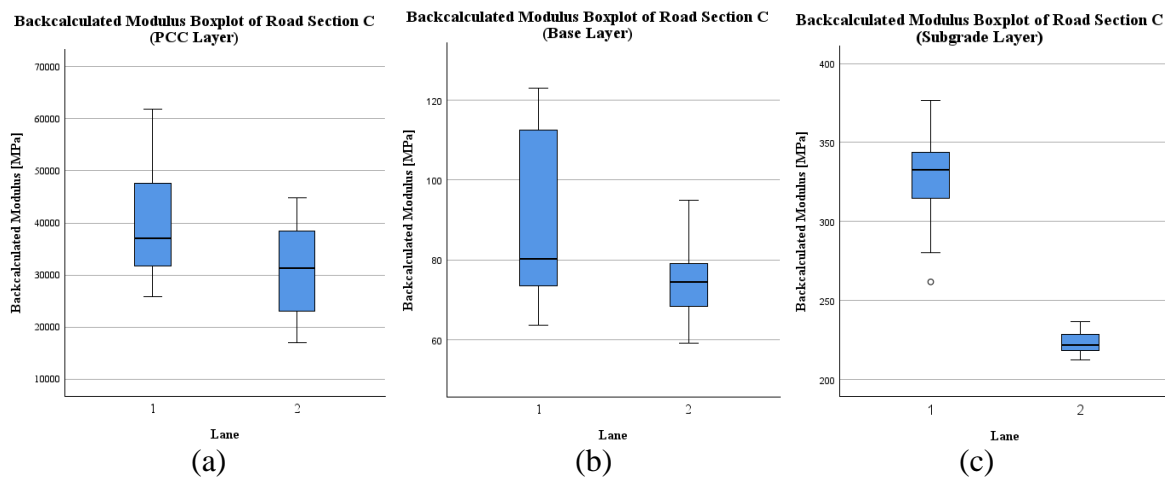 Backcalculated Modulus Boxplot of Road Section C
(PCC Layer)
Backcalculated Modulus [MPa]
70000
60000
50000
40000
30000
20000
10000
1
2
Lane
(a)
Backcalculated Modulus Boxplot of Road Section C
(Base Layer)
Backcalculated Modulus [MPa]
120
100
80
60
1
2
Lane
(b)
Backcalculated Modulus Boxplot of Road Section C
(Subgrade Layer)
Backcalculated Modulus [MPa]
400
350
300
250
200
1
2
Lane
(c)